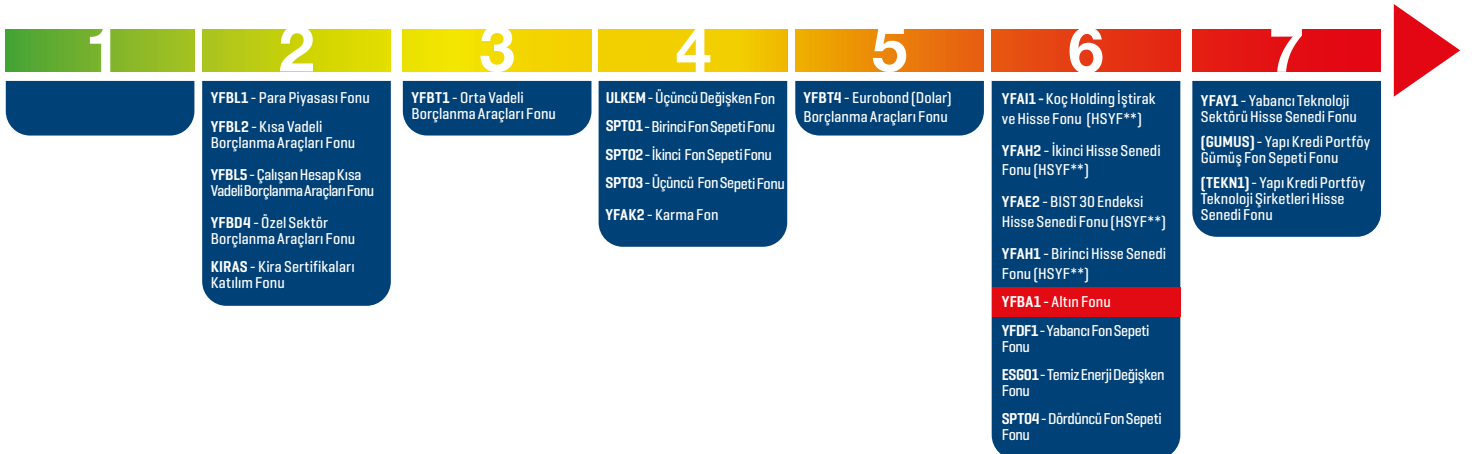 1
2
YFBL1 - Para Piyasası Fonu
YFBL2 - Kısa Vadeli
Borçlanma Araçları Fonu
YFBL5 - Çalışan Hesap Kısa
Vadeli Borçlanma Araçları Fonu
YFBD4 - Özel Sektör
Borçlanma Araçları Fonu
KIRAS - Kira Sertifikaları
Katılım Fonu
3
YFBT1 - Orta Vadeli
Borçlanma Araçları Fonu
4
ULKEM - Üçüncü Değişken Fon
SPT01 - Birinci Fon Sepeti Fonu
SPT02 - İkinci Fon Sepeti Fonu
SPT03 - Üçüncü Fon Sepeti Fonu
YFAK2 - Karma Fon
5
YFBT4 - Eurobond (Dolar)
Borçlanma Araçları Fonu
6
YFAI1 - Koç Holding İştirak
ve Hisse Fonu (HSYF**)
YFAH2 - İkinci Hisse Senedi
Fonu (HSYF**)
YFAE2 - BIST 30 Endeksi
Hisse Senedi Fonu (HSYF**)
YFAH1 - Birinci Hisse Senedi
Fonu (HSYF**)
YFBA1 - Altın Fonu
YFDF1 - Yabancı Fon Sepeti
Fonu
ESG01 - Temiz Enerji Değişken
Fonu
SPT04 - Dördüncü Fon Sepeti
Fonu
7
YFAY1 - Yabancı Teknoloji
Sektörü Hisse Senedi Fonu
(GUMUS) - Yapı Kredi Portföy
Gümüş Fon Sepeti Fonu
(TEKN1) - Yapı Kredi Portföy
Teknoloji Şirketleri Hisse
Senedi Fonu